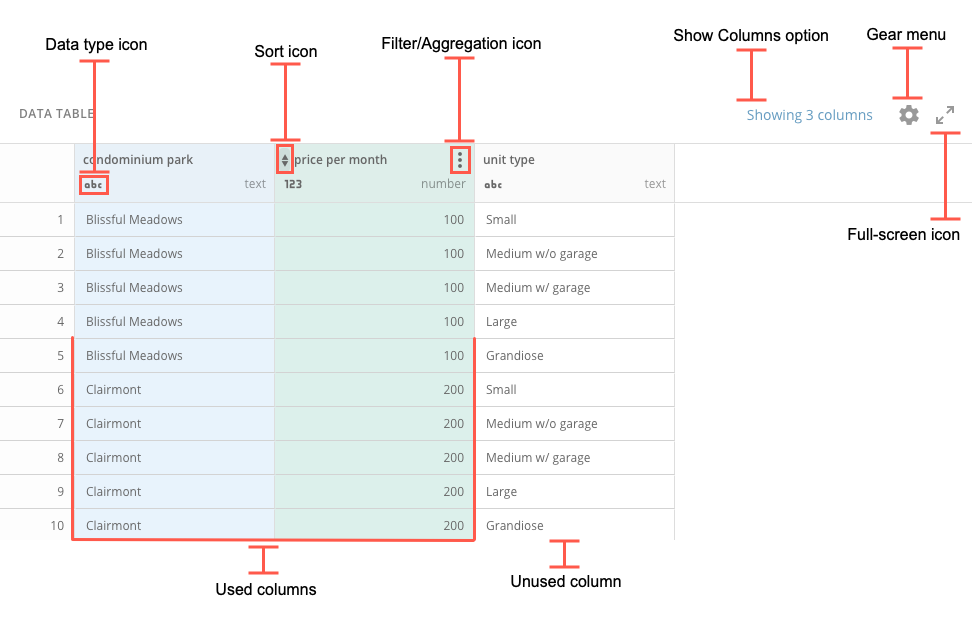 Show Columns option
Gear menu
Data type icon
Sort icon
Filter/Aggregation icon
DATA TABLE
Showing 3 columns
condominium park
price per month
unit type
abc
text
123
number
abc
text
Full-screen icon
1 Blissful Meadows 100 Small
2 Blissful Meadows 100 Medium w/o garage
3 Blissful Meadows 100 Medium w/ garage
4 Blissful Meadows 100 Large
5 Blissful Meadows 100 Grandiose
6 Clairmont 200 Small
7 Clairmont 200 Medium w/o garage
8 Clairmont 200 Medium w/ garage
9 Clairmont 200 Large
10 Clairmont 200 Grandiose
Used columns
Unused column